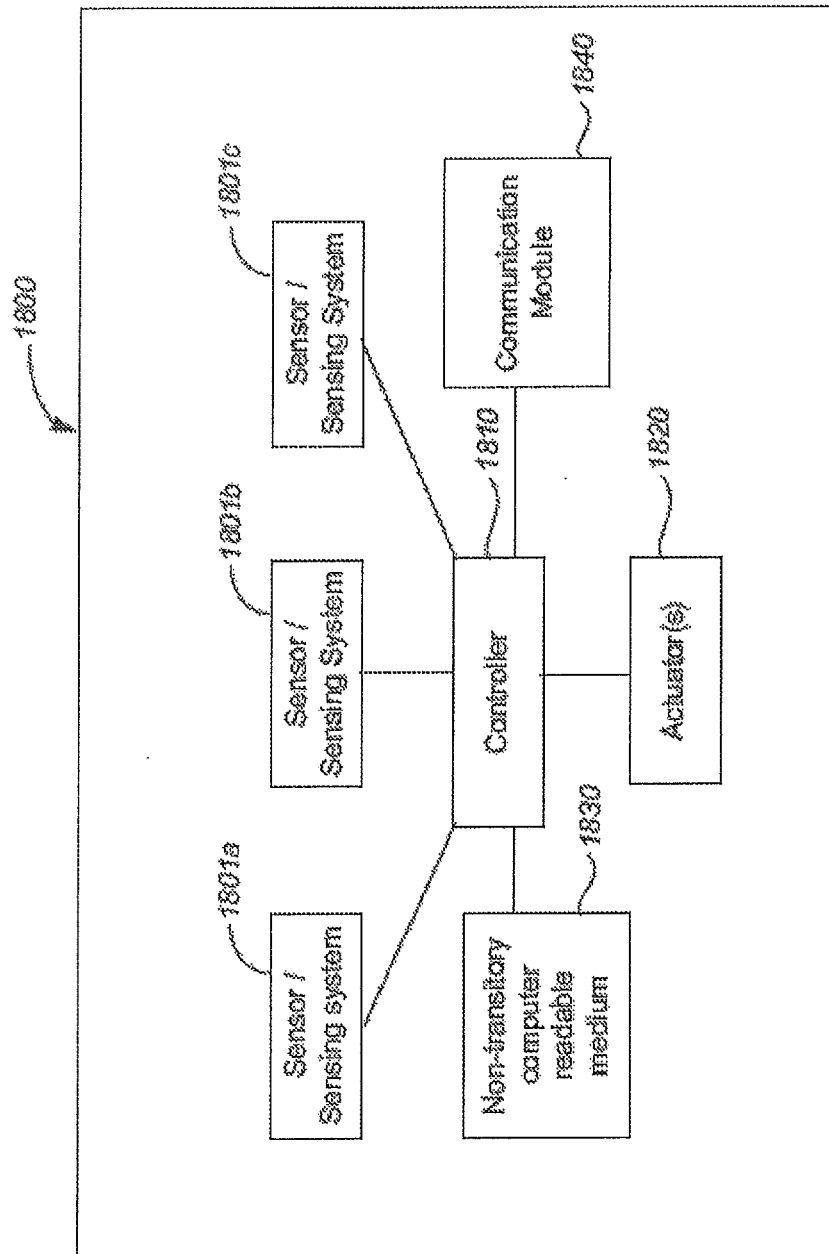 1800
1801a
Sensor /
Sensing system
1801b
Sensor /
Sensing System
1801c
Sensor /
Sensing System
1810
Controller
1830
Non-transitory
computer
readable
medium
1820
Actuator(s)
1840
Communication
Module